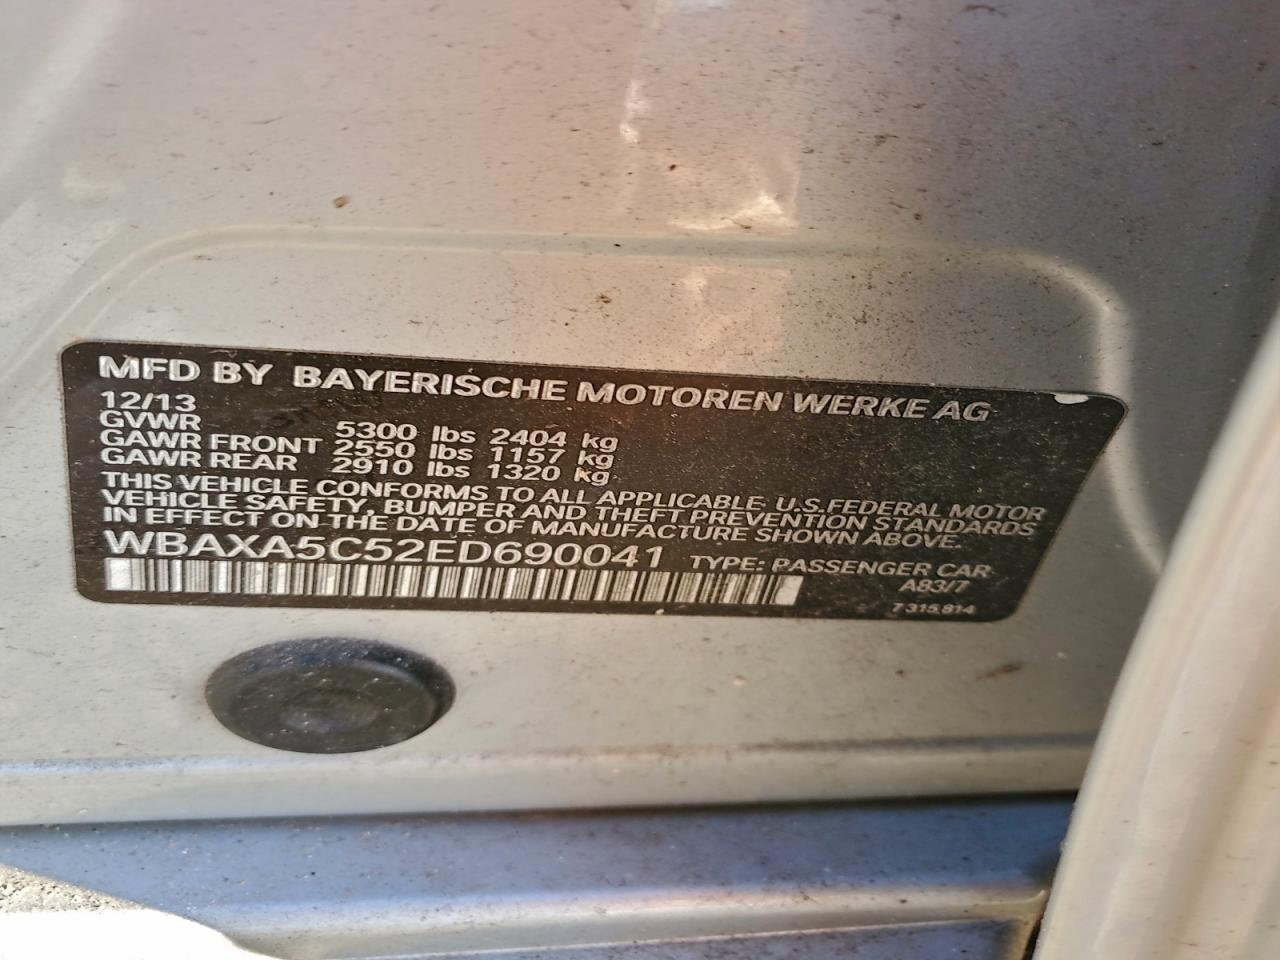 MFD BY BAYERISCHE MOTOREN WERKE AG
12/13
GVWR 5300 lbs 2404 kg
GAWR FRONT 2550 lbs 1157 kg
GAWR REAR 2910 lbs 1320 kg
THIS VEHICLE CONFORMS TO ALL APPLICABLE U.S.FEDERAL MOTOR
VEHICLE SAFETY, BUMPER AND THEFT PREVENTION STANDARDS
IN EFFECT ON THE DATE OF MANUFACTURE SHOWN ABOVE.
WBAXA5C52ED690041 TYPE: PASSENGER CAR
A83/7
7 315.814